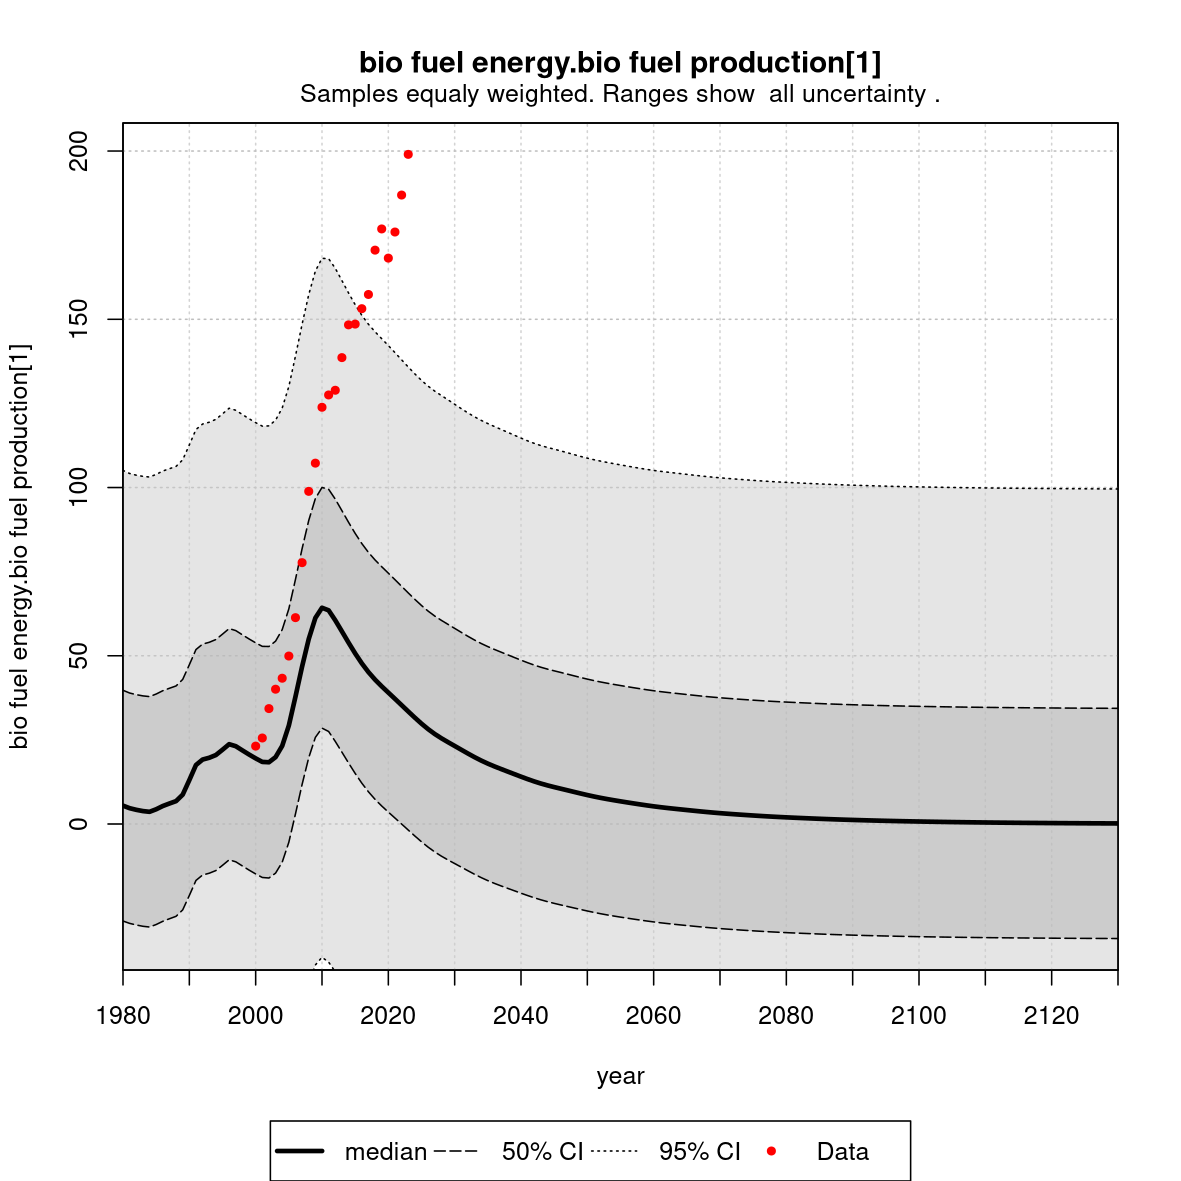 bio fuel energy.bio fuel production[1]
Samples equaly weighted. Ranges show  all uncertainty .
bio fuel energy.bio fuel production[1]
200
150
100
50
0
1980 2000 2020 2040 2060 2080 2100 2120
year
median 50% CI 95% CI Data